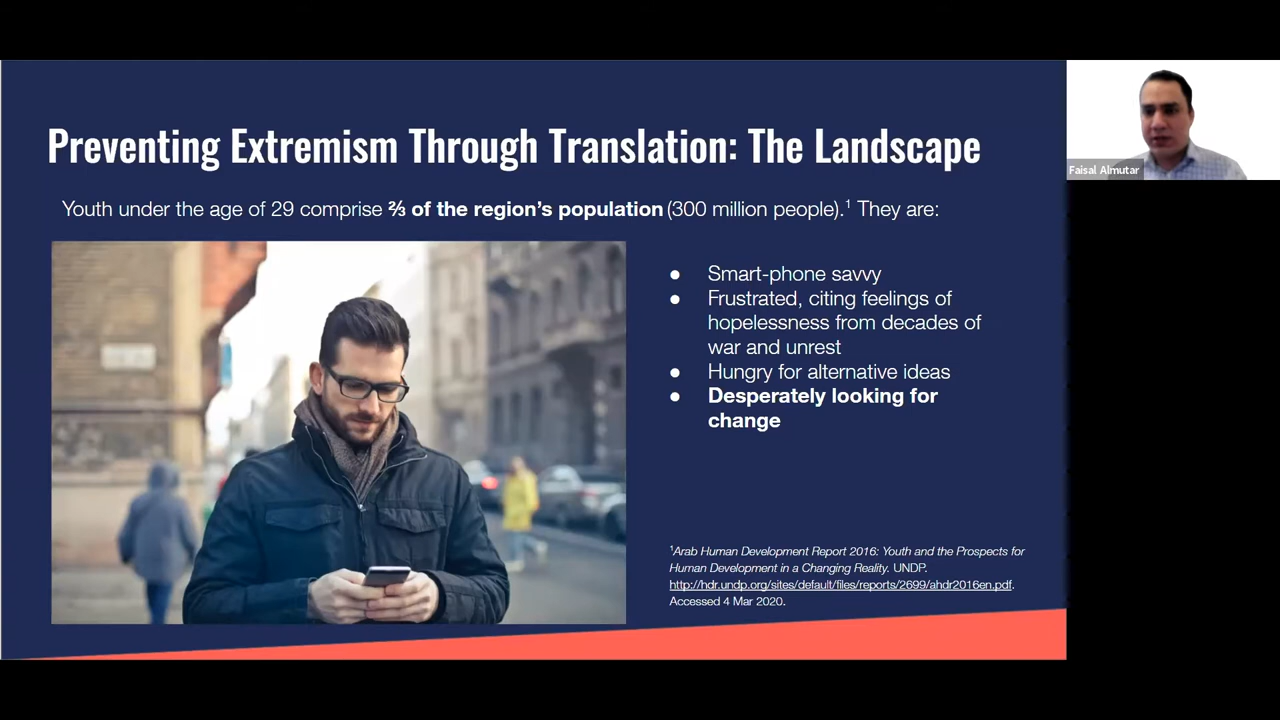 Preventing Extremism Through Translation: The Landscape
Youth under the age of 29 comprise ⅔ of the region's population (300 million people).¹ They are:
● Smart-phone savvy
● Frustrated, citing feelings of
hopelessness from decades of
war and unrest
● Hungry for alternative ideas
● Desperately looking for
change
¹Arab Human Development Report 2016: Youth and the Prospects for
Human Development in a Changing Reality. UNDP.
http://hdr.undp.org/sites/default/files/reports/2699/ahdr2016en.pdf.
Accessed 4 Mar 2020.
Faisal Almutar